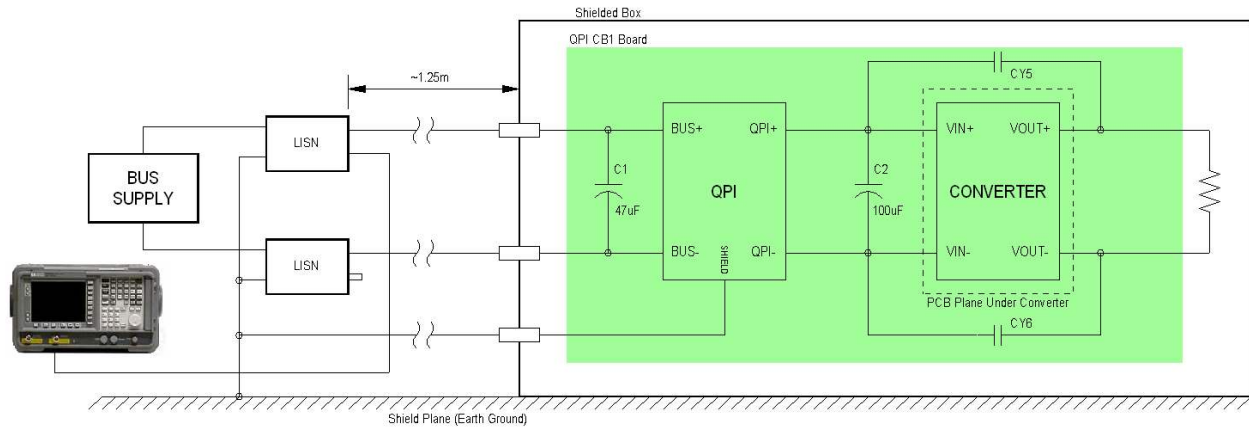 Shielded Box
QPI CB1 Board
~1.25m
CY5
LISN
BUS+
QPI+
VIN+
VOUT+
BUS
SUPPLY
C1
47uF
QPI
C2
100uF
CONVERTER
LISN
BUS-
SHIELD
QPI-
VIN-
VOUT-
PCB Plane Under Converter
CY6
Shield Plane (Earth Ground)